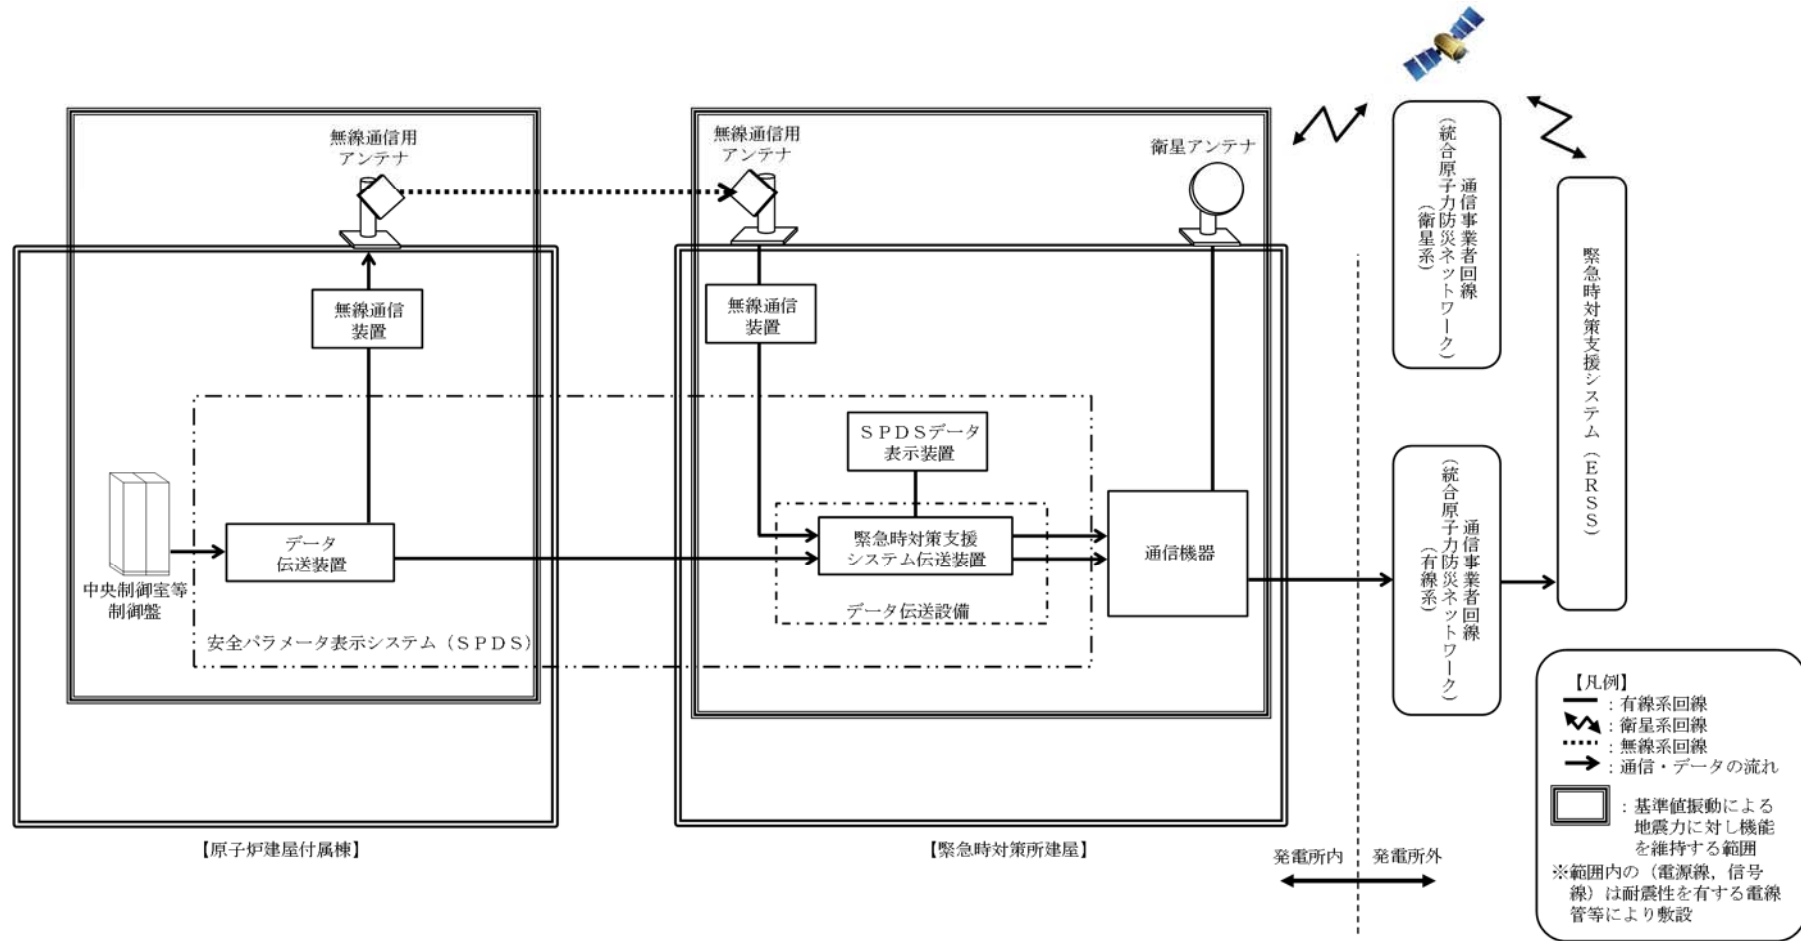 無線通信用
アンテナ
無線通信用
アンテナ
衛星アンテナ
無線通信
装置
無線通信
装置
ＳＰＤＳデータ
表示装置
中央制御室等
制御盤
データ
伝送装置
緊急時対策支援
システム伝送装置
データ伝送設備
通信機器
安全パラメータ表示システム（ＳＰＤＳ）
【原子炉建屋付属棟】
【緊急時対策所建屋】
通信事業者回線
（統合原子力防災ネットワーク）
（衛星系）
通信事業者回線
（統合原子力防災ネットワーク）
（有線系）
緊急時対策支援システム（ＥＲＳＳ）
発電所内
発電所外
【凡例】
：有線系回線
：衛星系回線
：無線系回線
：通信・データの流れ
：基準値振動による
地震力に対し機能
を維持する範囲
※範囲内の（電源線，信号
線）は耐震性を有する電線
管等により敷設